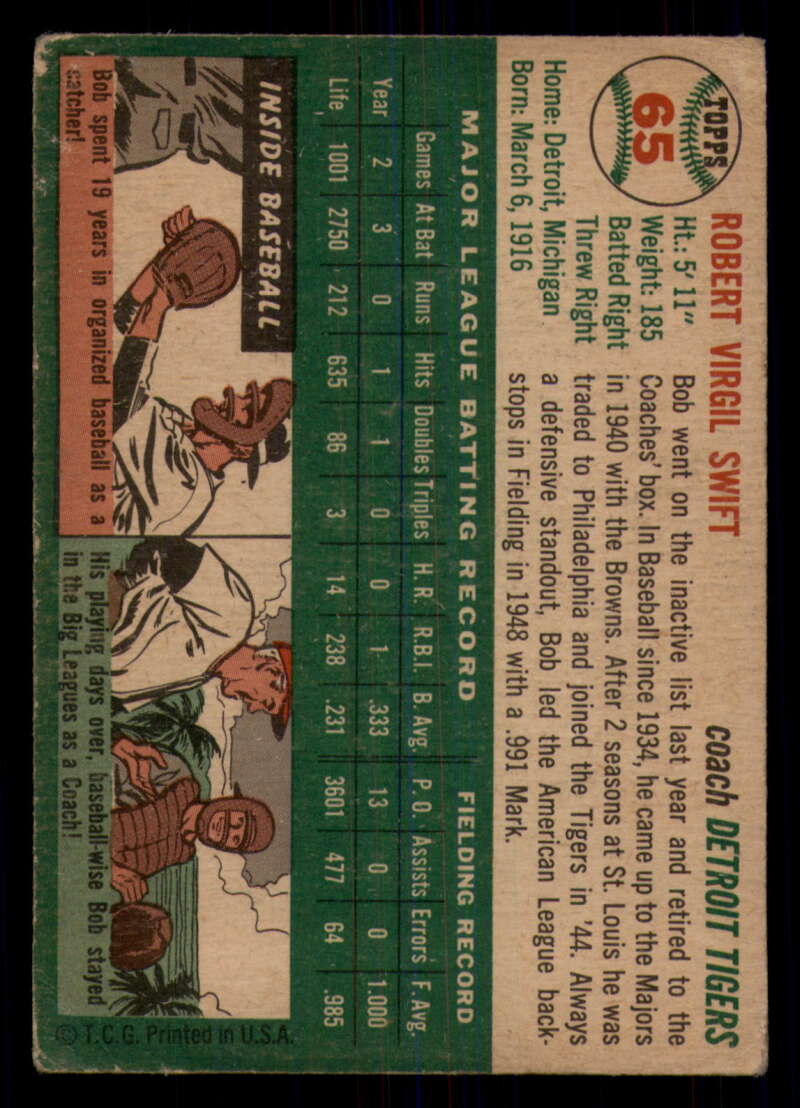 TOPPS
65
ROBERT VIRGIL SWIFT
coach DETROIT TIGERS
Ht.: 5' 11"
Weight: 185
Batted Right
Threw Right
Home: Detroit, Michigan
Born: March 6, 1916
Bob went on the inactive list last year and retired to the
Coaches' box. In Baseball since 1934, he came up to the Majors
in 1940 with the Browns. After 2 seasons at St. Louis he was
traded to Philadelphia and joined the Tigers in '44. Always
a defensive standout, Bob led the American League back-
stops in Fielding in 1948 with a .991 Mark.
MAJOR LEAGUE BATTING RECORD FIELDING RECORD
Games At Bat Runs Hits Doubles Triples H. R. R.B.I. B. Avg. P. O. Assists Errors F. Avg.
Year 2 3 0 1 1 0 0 1 .333 13 0 0 1.000
Life 1001 2750 212 635 86 3 14 238 .231 3601 477 64 .985
INSIDE BASEBALL
Bob spent 19 years in organized baseball as a
catcher!
His playing days over, baseball-wise Bob stayed
in the Big Leagues as a Coach!
© T.C.G. Printed in U.S.A.